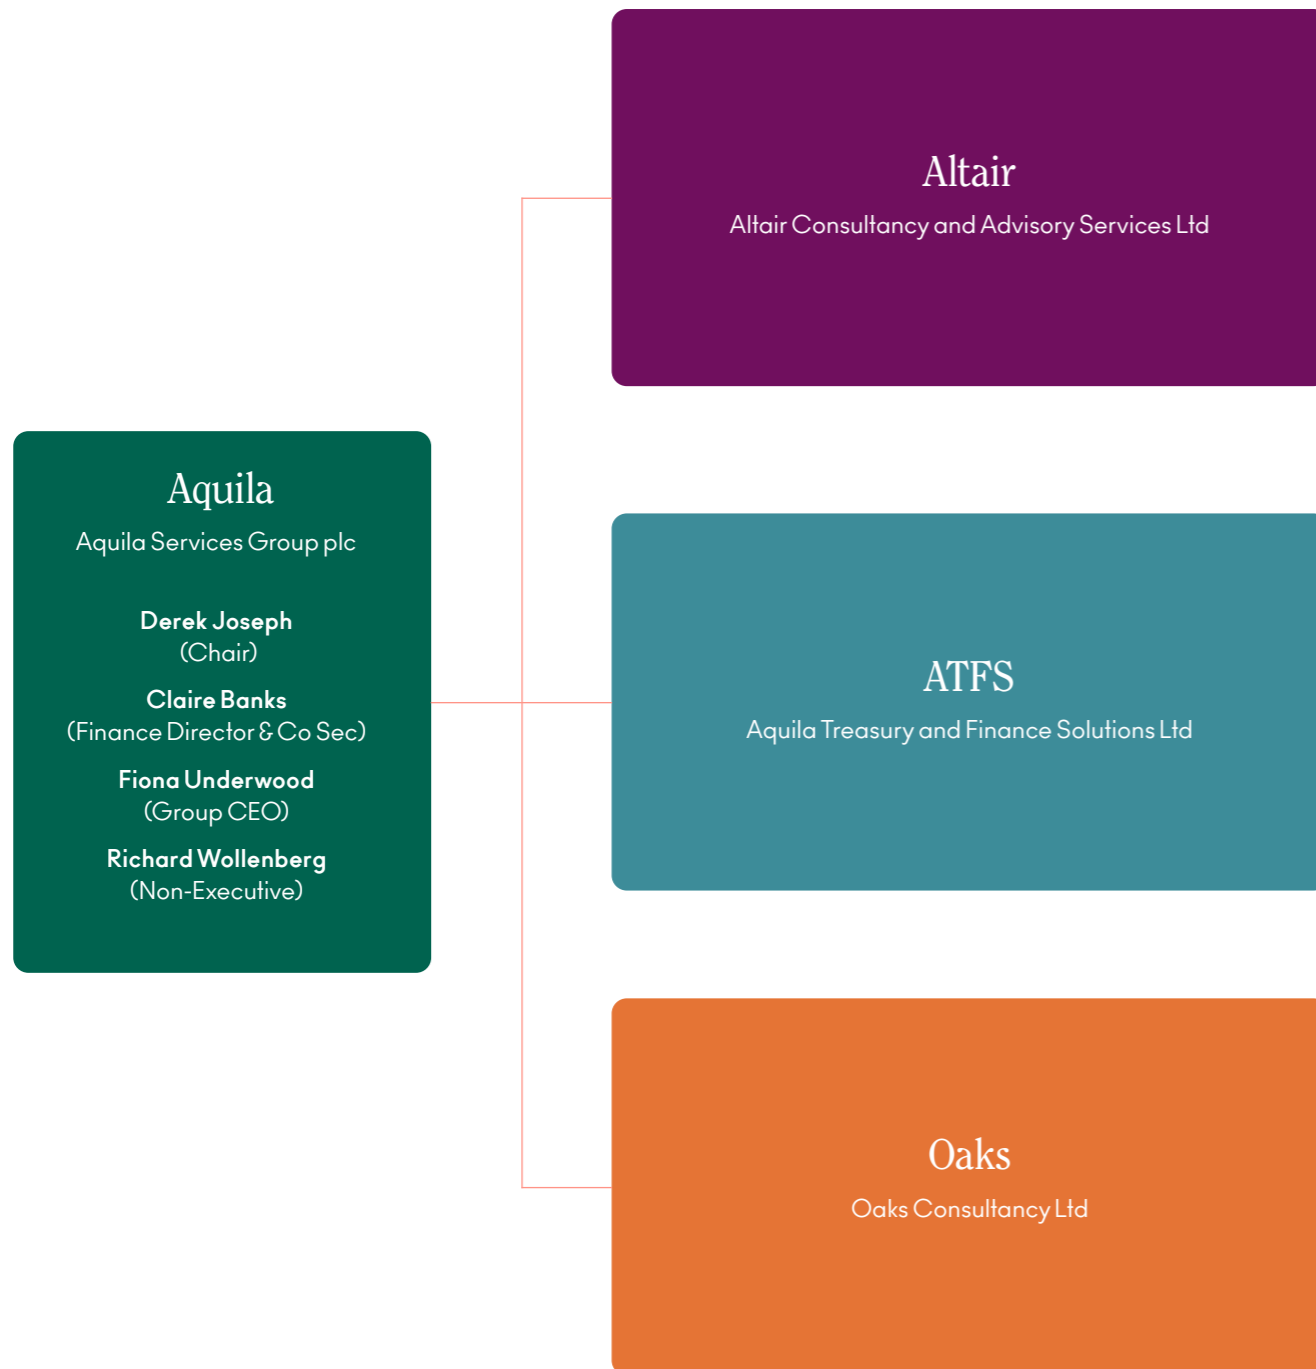 Aquila
Aquila Services Group plc
Derek Joseph
(Chair)
Claire Banks
(Finance Director & Co Sec)
Fiona Underwood
(Group CEO)
Richard Wollenberg
(Non-Executive)
Altair
Altair Consultancy and Advisory Services Ltd
ATFS
Aquila Treasury and Finance Solutions Ltd
Oaks
Oaks Consultancy Ltd